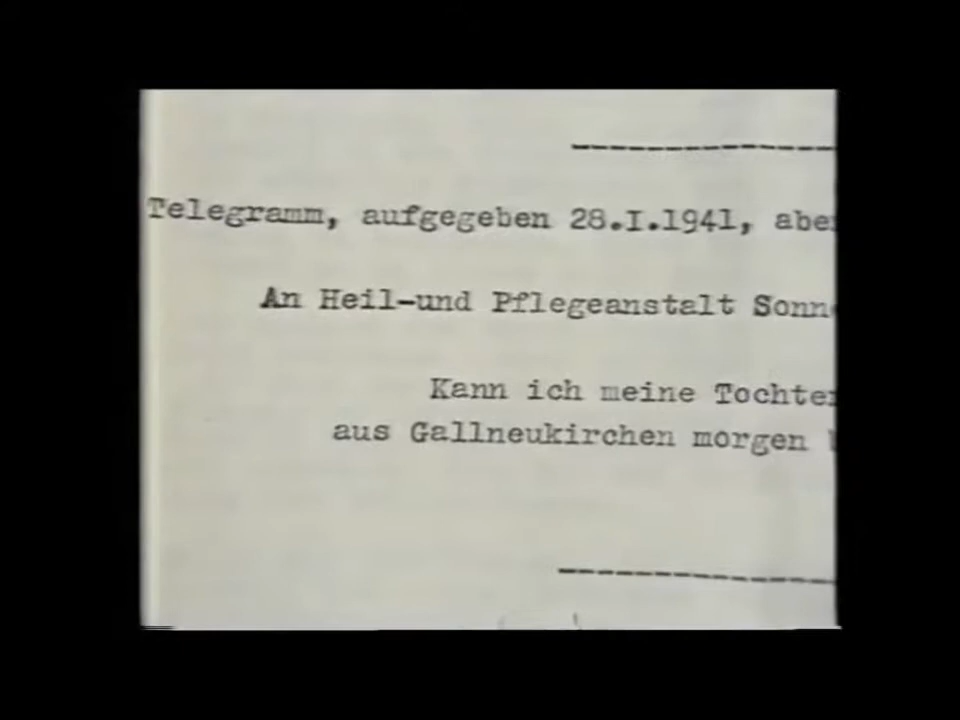 Telegramm, aufgegeben 28.I.1941,
An Heil-und Pflegeanstalt
Kann ich meine
aus Gallneukirchen morgen